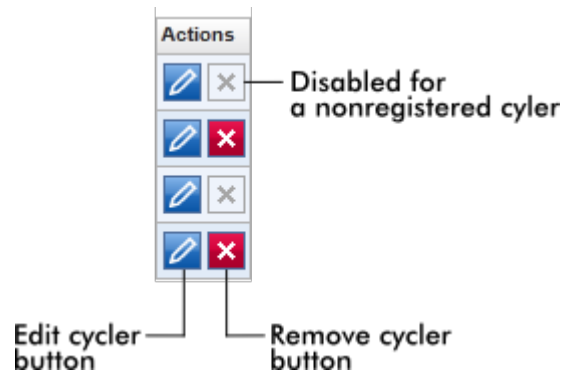 Actions
Disabled for
a nonregistered cyler
Edit cycler
button
Remove cycler
button